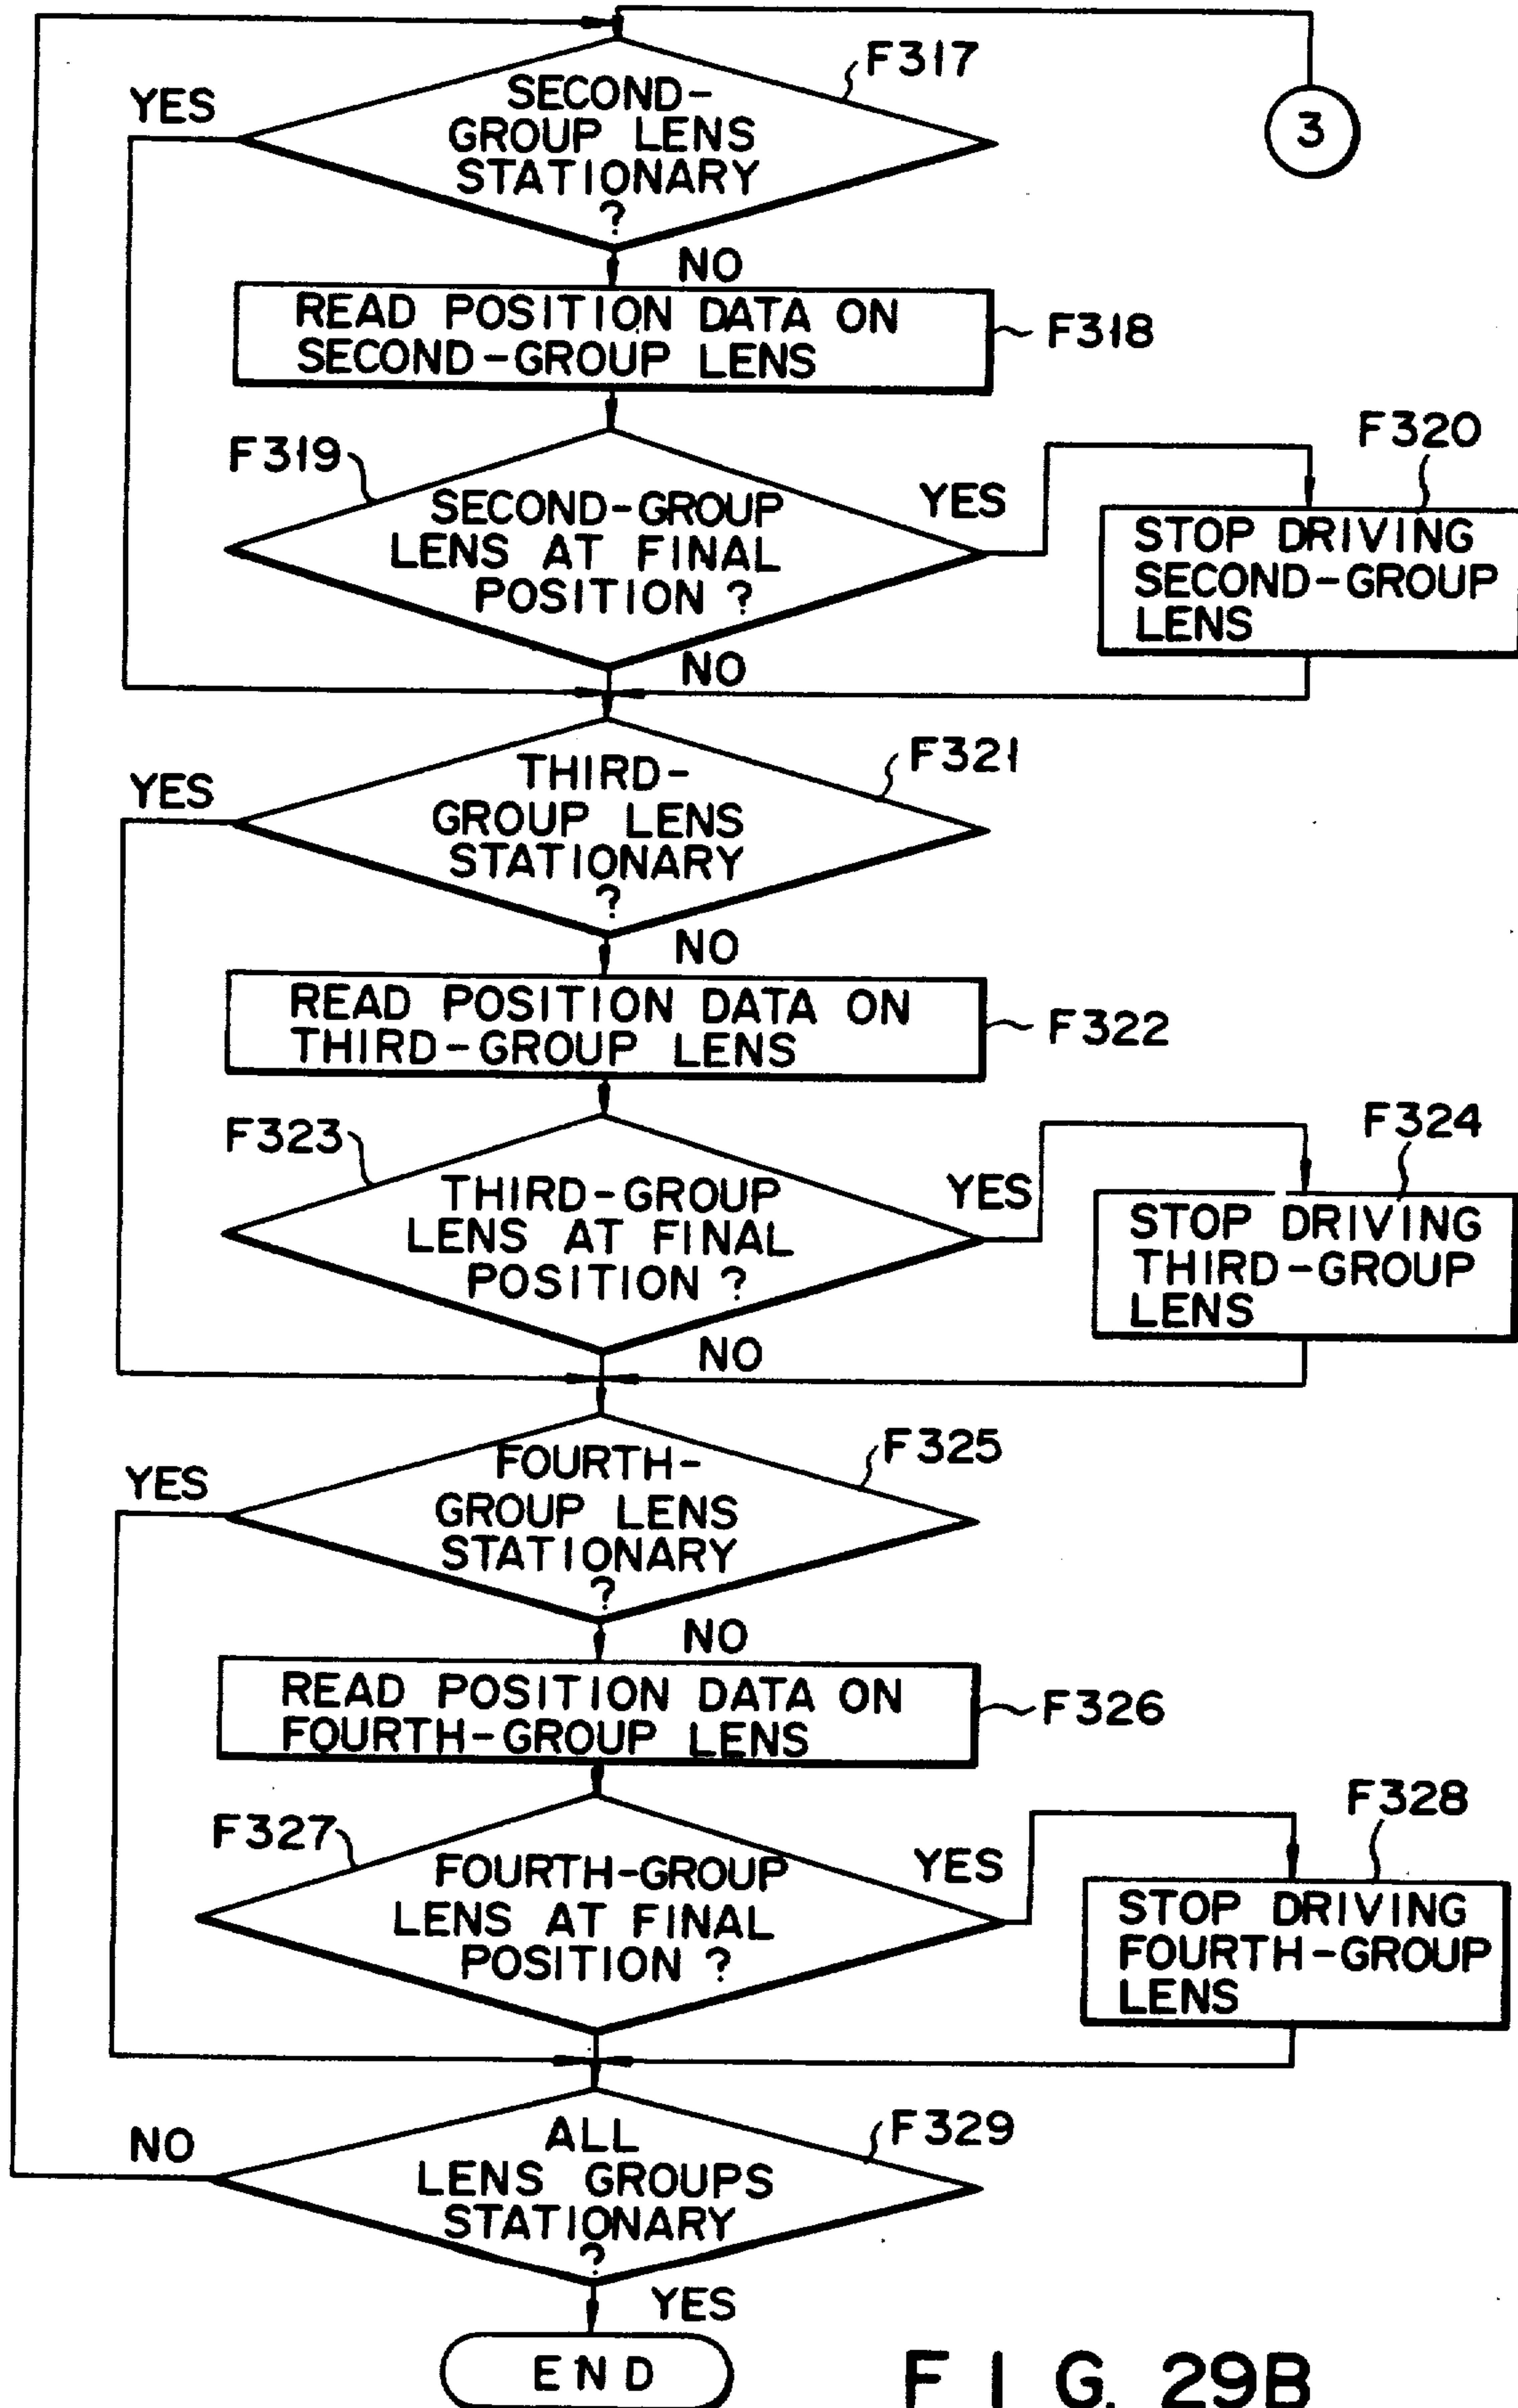 F317
YES
SECOND-
GROUP LENS
STATIONARY
?
3
NO
READ POSITION DATA ON
SECOND-GROUP LENS
F318
F319
SECOND-GROUP
LENS AT FINAL
POSITION ?
YES
F320
STOP DRIVING
SECOND-GROUP
LENS
NO
F321
YES
THIRD-
GROUP LENS
STATIONARY
?
NO
READ POSITION DATA ON
THIRD-GROUP LENS
F322
F323
THIRD-GROUP
LENS AT FINAL
POSITION ?
YES
F324
STOP DRIVING
THIRD-GROUP
LENS
NO
F325
YES
FOURTH-
GROUP LENS
STATIONARY
?
NO
READ POSITION DATA ON
FOURTH-GROUP LENS
F326
F327
FOURTH-GROUP
LENS AT FINAL
POSITION ?
YES
F328
STOP DRIVING
FOURTH-GROUP
LENS
F329
NO
ALL
LENS GROUPS
STATIONARY
?
YES
END
FIG. 29B